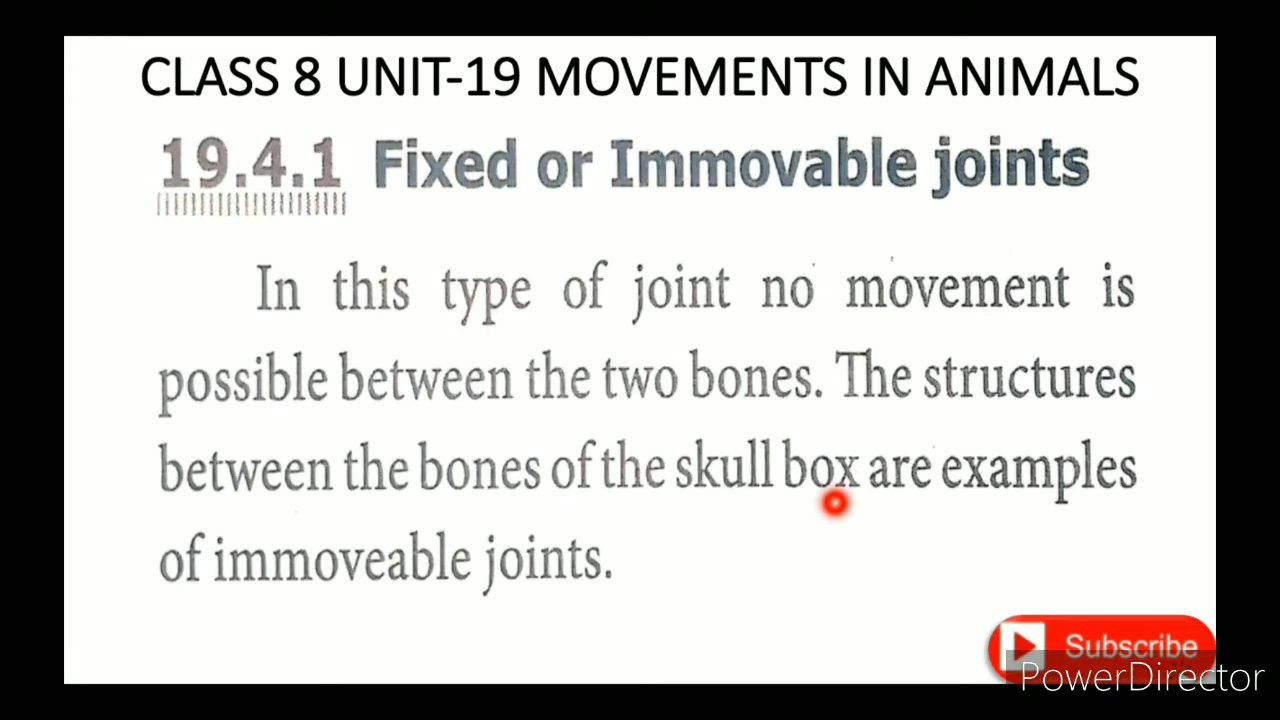 CLASS 8 UNIT-19 MOVEMENTS IN ANIMALS
19.4.1 Fixed or Immovable joints
In this type of joint no movement is
possible between the two bones. The structures
between the bones of the skull box are examples
of immoveable joints.
Subscribe
PowerDirector